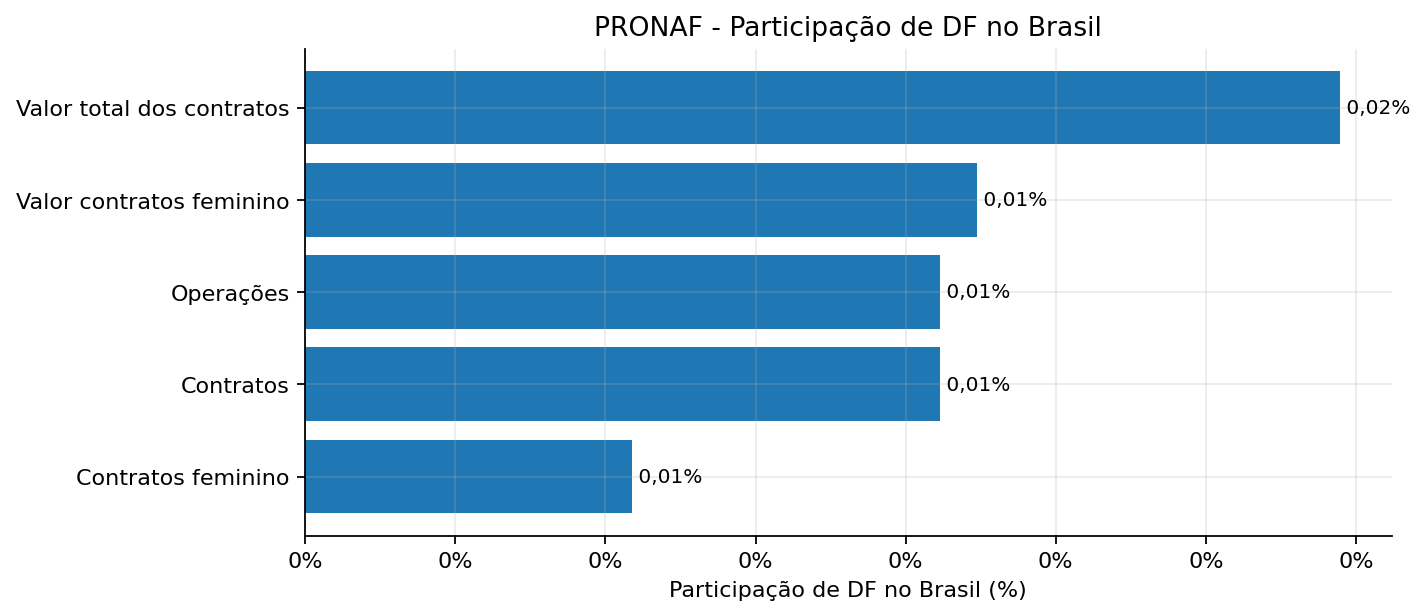 PRONAF - Participação de DF no Brasil
Valor total dos contratos
0,02%
Valor contratos feminino
0,01%
Operações
0,01%
Contratos
0,01%
Contratos feminino
0,01%
0% 0% 0% 0% 0% 0% 0% 0%
Participação de DF no Brasil (%)